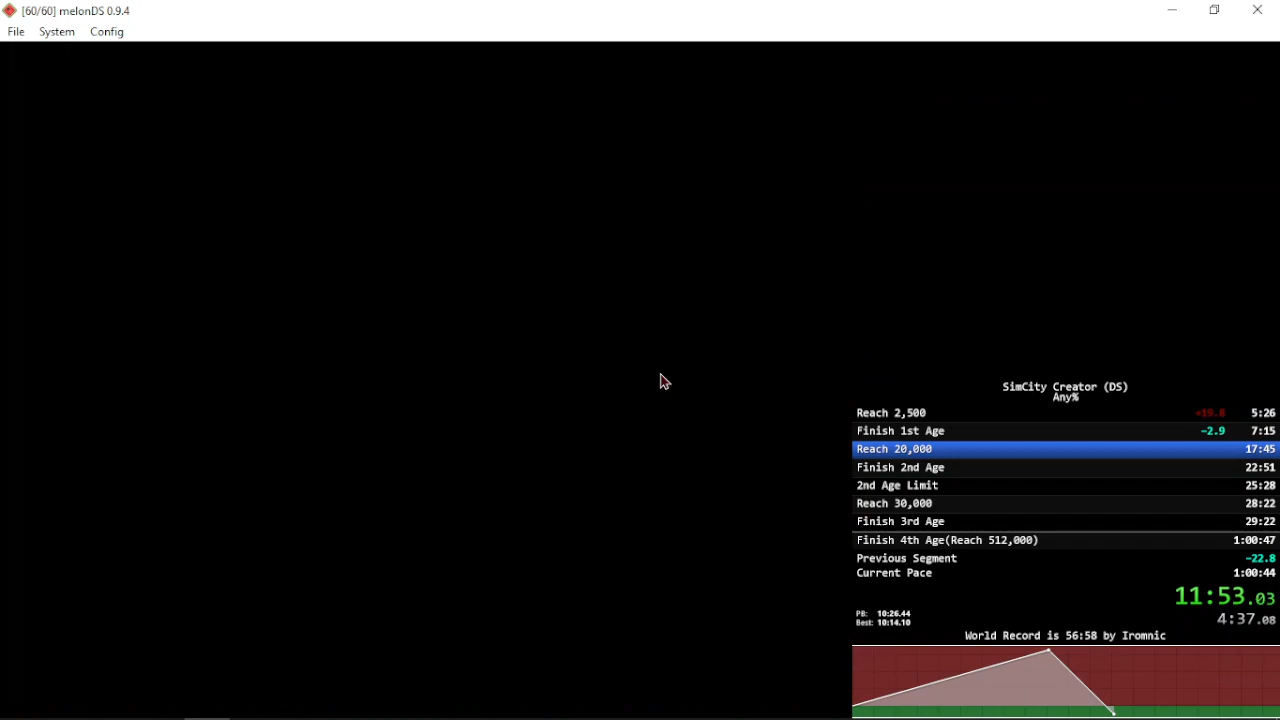 [60/60] melonDS 0.9.4
File System Config
SimCity Creator (DS)
Any%
Reach 2,500 +19.8 5:26
Finish 1st Age -2.9 7:15
Reach 20,000 17:45
Finish 2nd Age 22:51
2nd Age Limit 25:28
Reach 30,000 28:22
Finish 3rd Age 29:22
Finish 4th Age(Reach 512,000) 1:00:47
Previous Segment -22.8
Current Pace 1:00:44
11:53.03
PB: 10:26.44
Best: 10:14.10
4:37.08
World Record is 56:58 by Iromnic